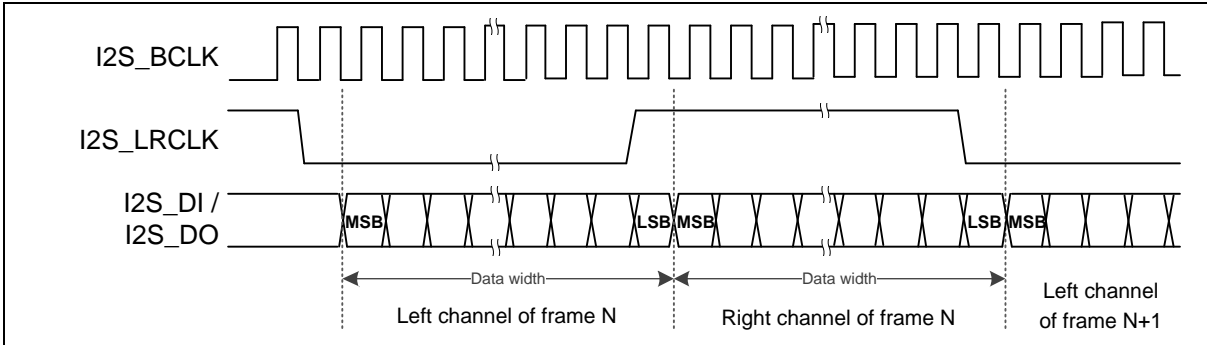 I2S_BCLK
I2S_LRCLK
I2S_DI /
I2S_DO
MSB LSB MSB LSB MSB
Data width Data width
Left channel of frame N Right channel of frame N Left channel
of frame N+1